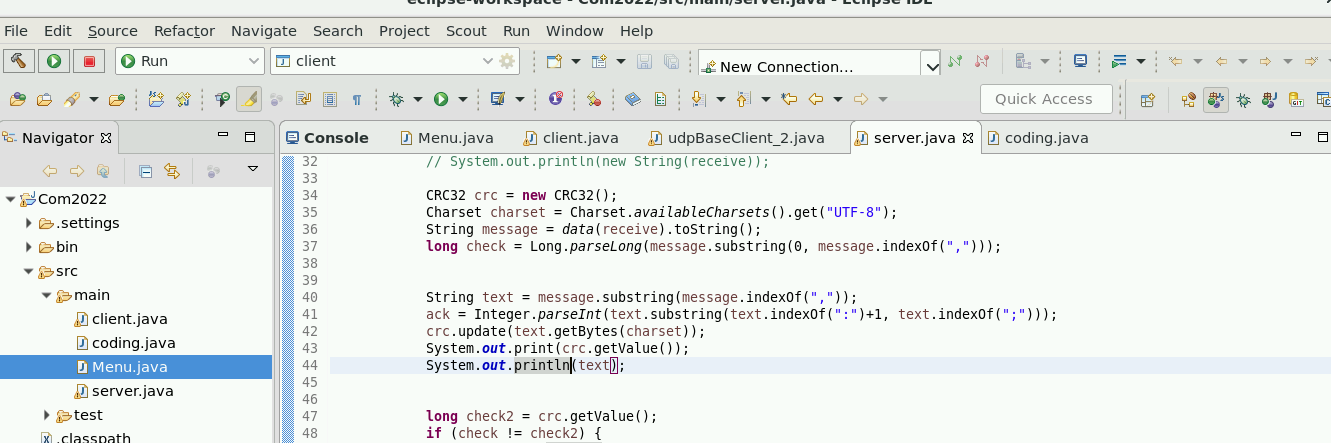 eclipse-workspace - Com2022/src/main/server.java - Eclipse IDE
File Edit Source Refactor Navigate Search Project Scout Run Window Help
Run client New Connection...
Quick Access
Navigator Console Menu.java client.java udpBaseClient_2.java server.java coding.java
Com2022
.settings
bin
src
main
client.java
coding.java
Menu.java
server.java
test
.classpath
32 // System.out.println(new String(receive));
33
34 CRC32 crc = new CRC32();
35 Charset charset = Charset.availableCharsets().get("UTF-8");
36 String message = data(receive).toString();
37 long check = Long.parseLong(message.substring(0, message.indexOf(",")));
38
39
40 String text = message.substring(message.indexOf(","));
41 ack = Integer.parseInt(text.substring(text.indexOf(":")+1, text.indexOf(";")));
42 crc.update(text.getBytes(charset));
43 System.out.print(crc.getValue());
44 System.out.println(text);
45
46
47 long check2 = crc.getValue();
48 if (check != check2) {